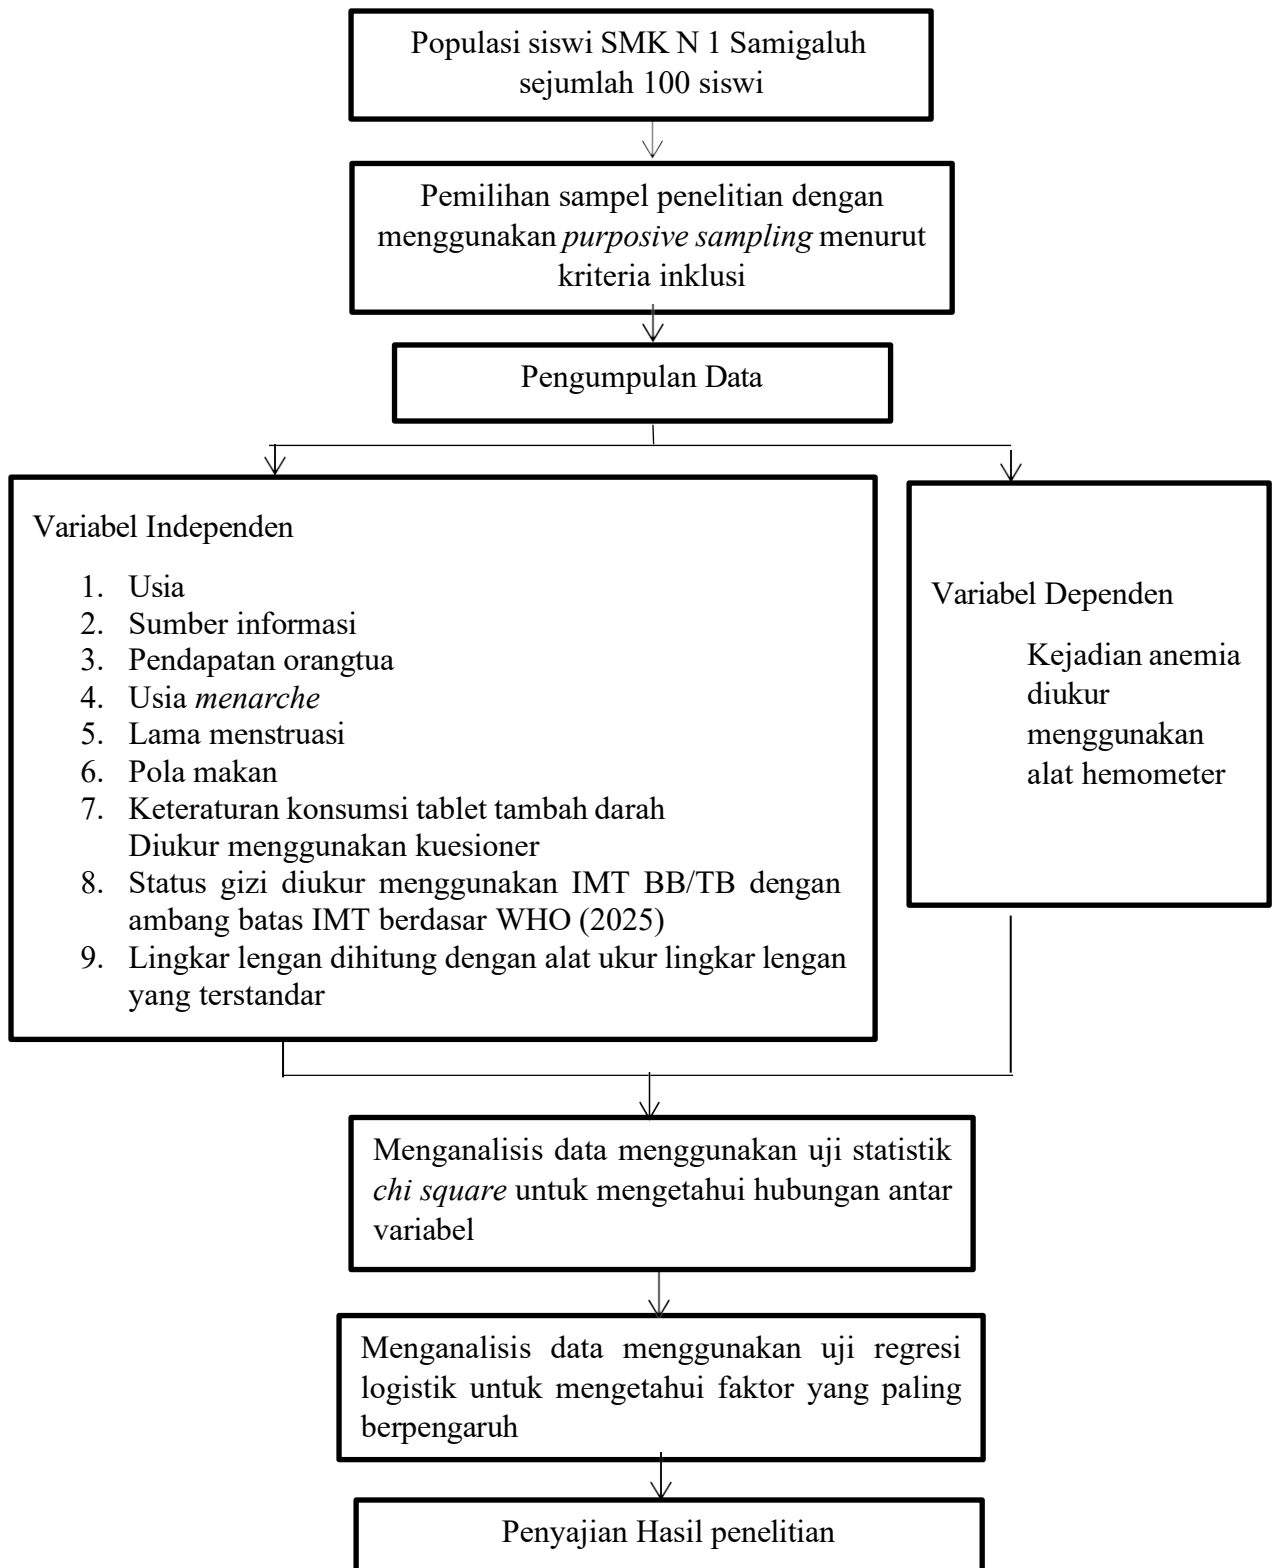 Populasi siswi SMK N 1 Samigaluh
sejumlah 100 siswi
Pemilihan sampel penelitian dengan
menggunakan purposive sampling menurut
kriteria inklusi
Pengumpulan Data
Variabel Independen
1. Usia
2. Sumber informasi
3. Pendapatan orangtua
4. Usia menarche
5. Lama menstruasi
6. Pola makan
7. Keteraturan konsumsi tablet tambah darah
Diukur menggunakan kuesioner
8. Status gizi diukur menggunakan IMT BB/TB dengan
ambang batas IMT berdasar WHO (2025)
9. Lingkar lengan dihitung dengan alat ukur lingkar lengan
yang terstandar
Variabel Dependen
Kejadian anemia
diukur
menggunakan
alat hemometer
Menganalisis data menggunakan uji statistik
chi square untuk mengetahui hubungan antar
variabel
Menganalisis data menggunakan uji regresi
logistik untuk mengetahui faktor yang paling
berpengaruh
Penyajian Hasil penelitian